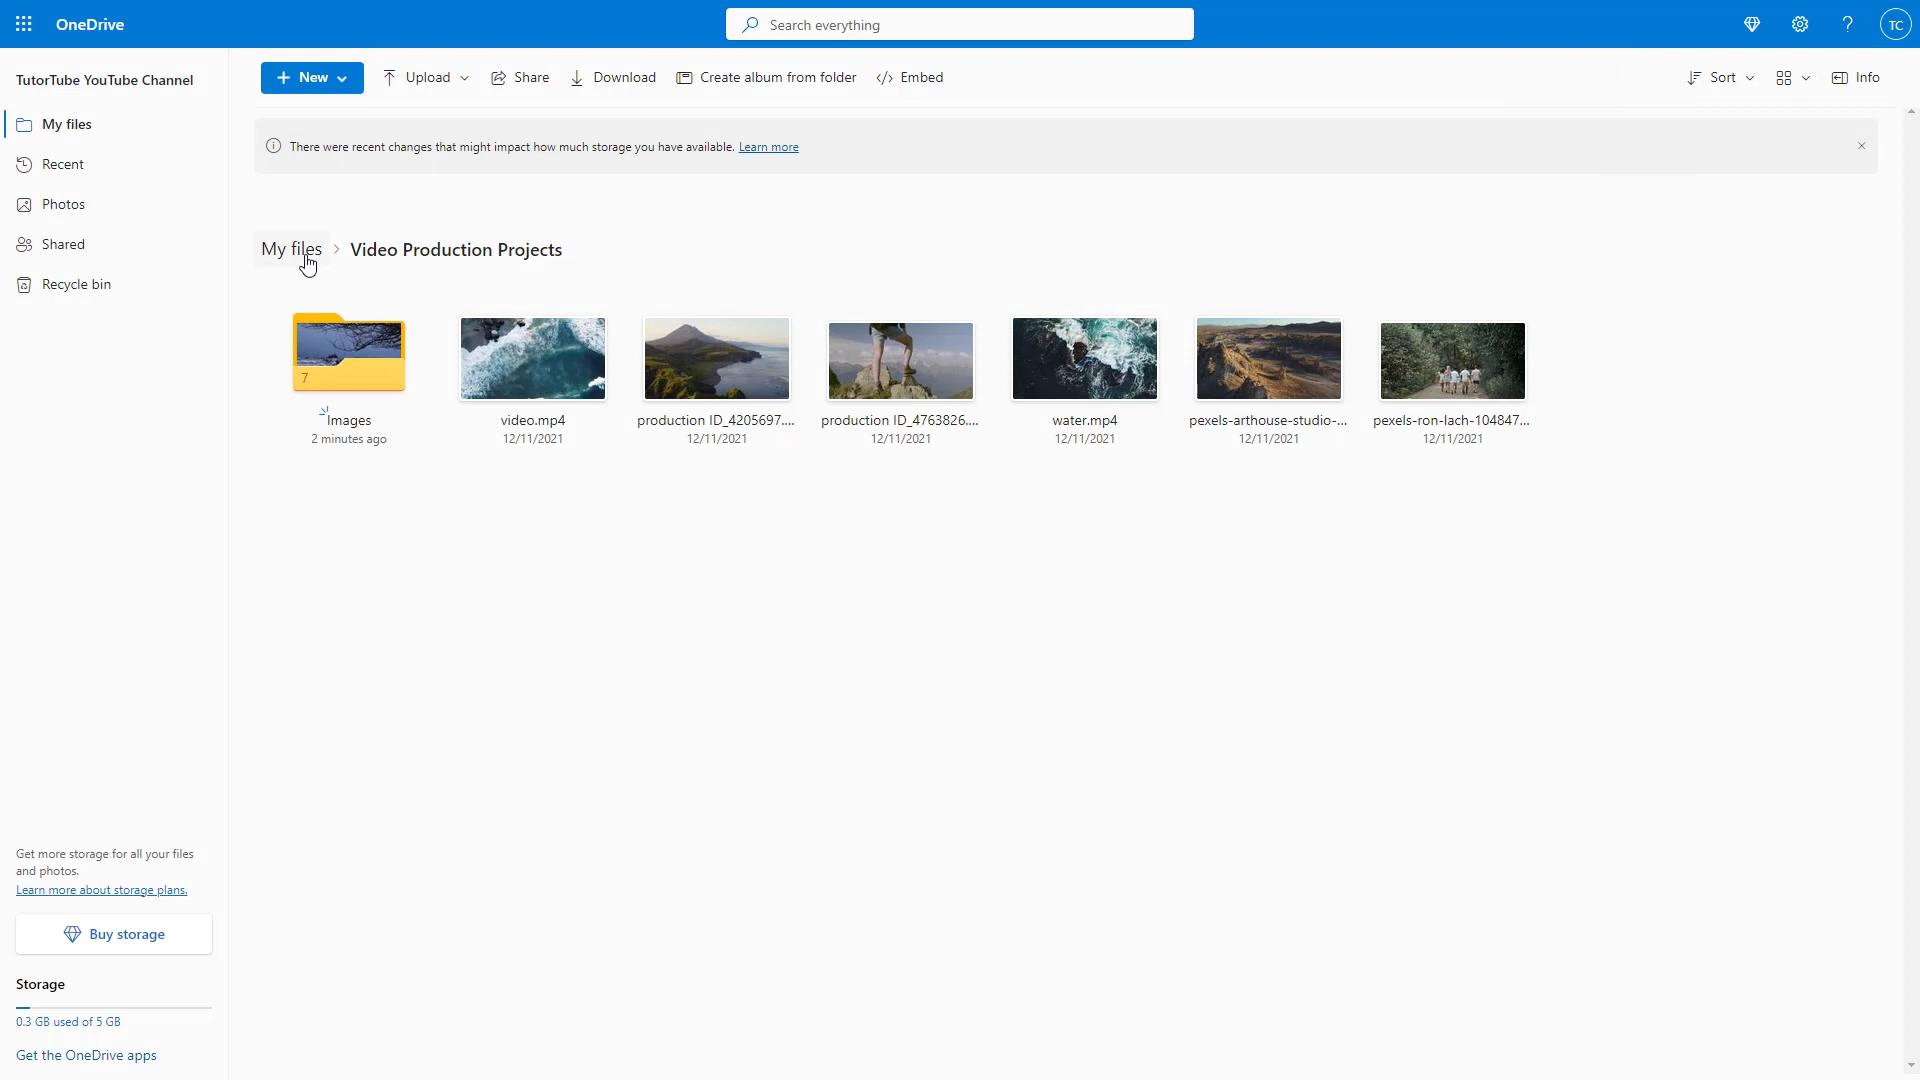 OneDrive
Search everything
TC
TutorTube YouTube Channel
My files
Recent
Photos
Shared
Recycle bin
New
Upload
Share
Download
Create album from folder
Embed
Sort
Info
There were recent changes that might impact how much storage you have available. Learn more
My files > Video Production Projects
7
Images
2 minutes ago
video.mp4
12/11/2021
production ID_4205697....
12/11/2021
production ID_4763826....
12/11/2021
water.mp4
12/11/2021
pexels-arthouse-studio-...
12/11/2021
pexels-ron-lach-104847...
12/11/2021
Get more storage for all your files
and photos.
Learn more about storage plans.
Buy storage
Storage
0.3 GB used of 5 GB
Get the OneDrive apps